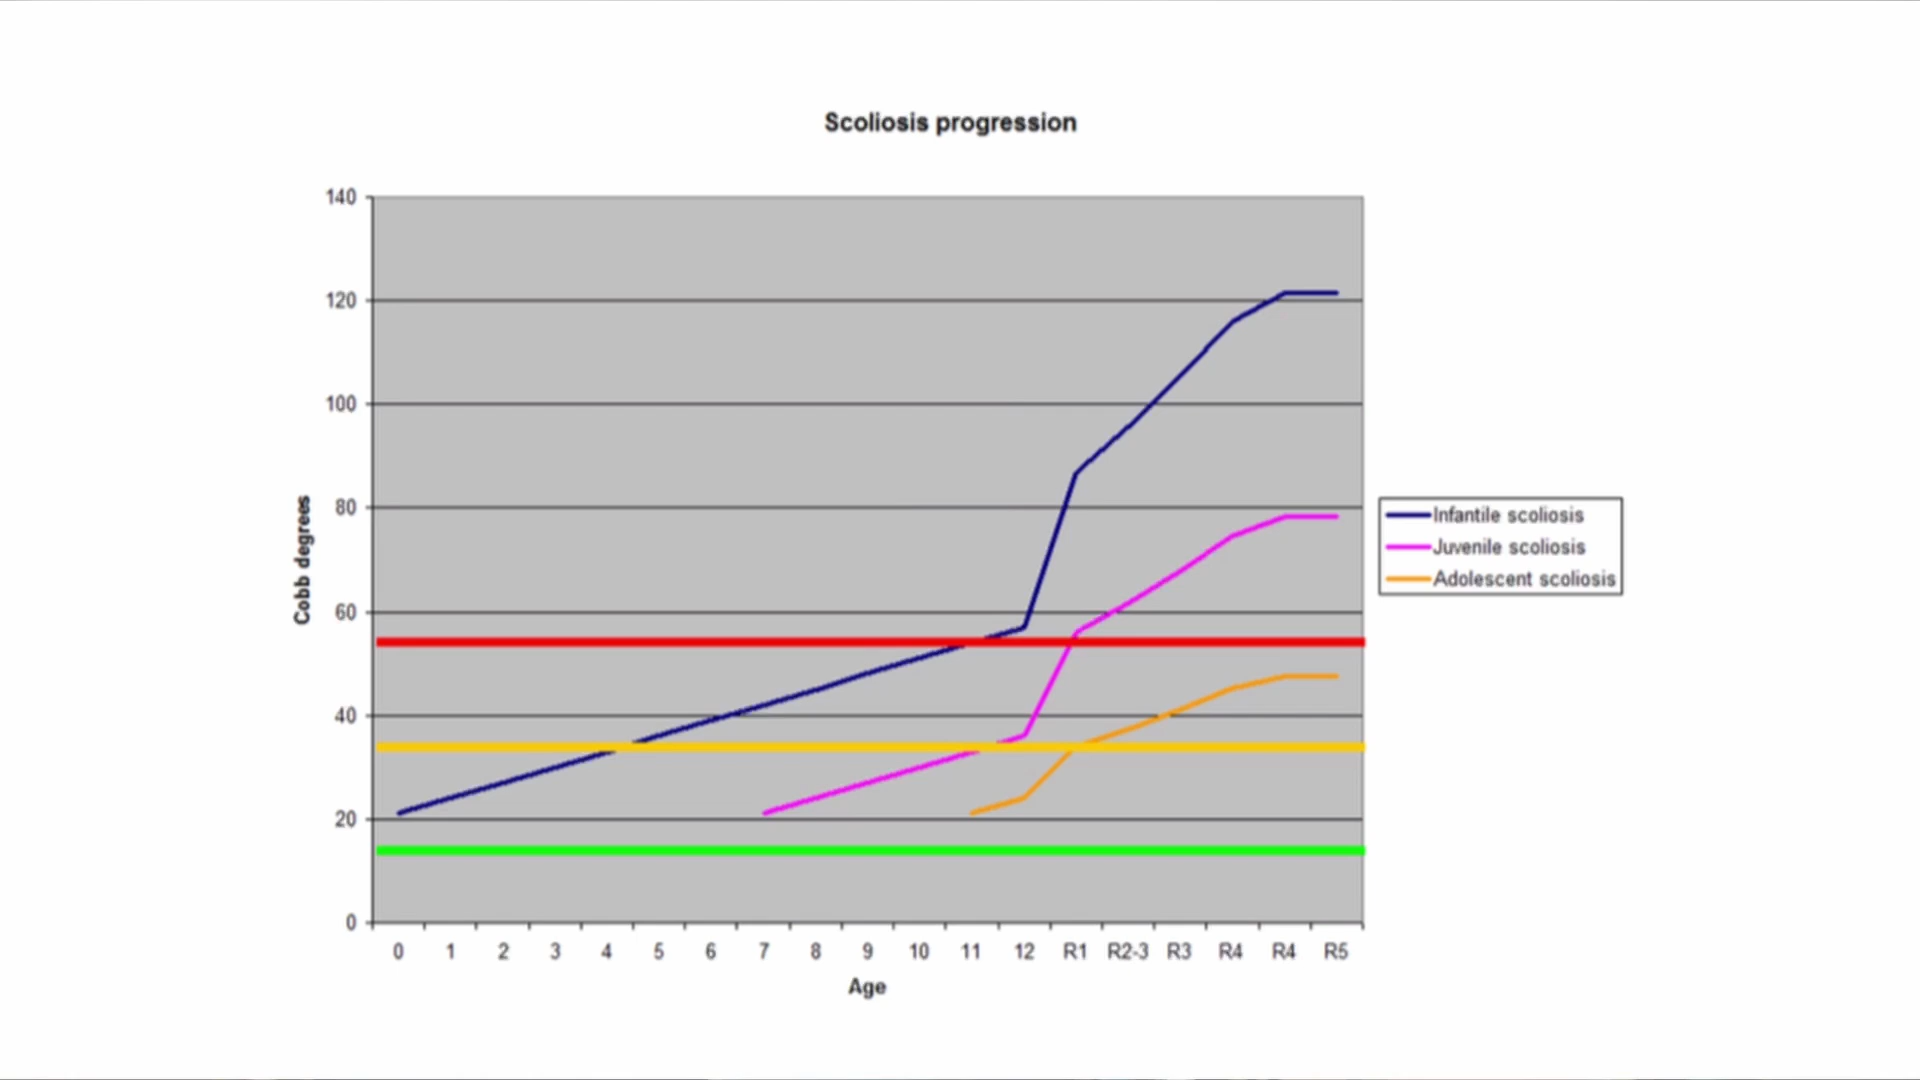 Scoliosis progression
140
120
100
80
60
40
20
0
Cobb degrees
0 1 2 3 4 5 6 7 8 9 10 11 12 R1 R2-3 R3 R4 R4 R5
Age
Infantile scoliosis
Juvenile scoliosis
Adolescent scoliosis